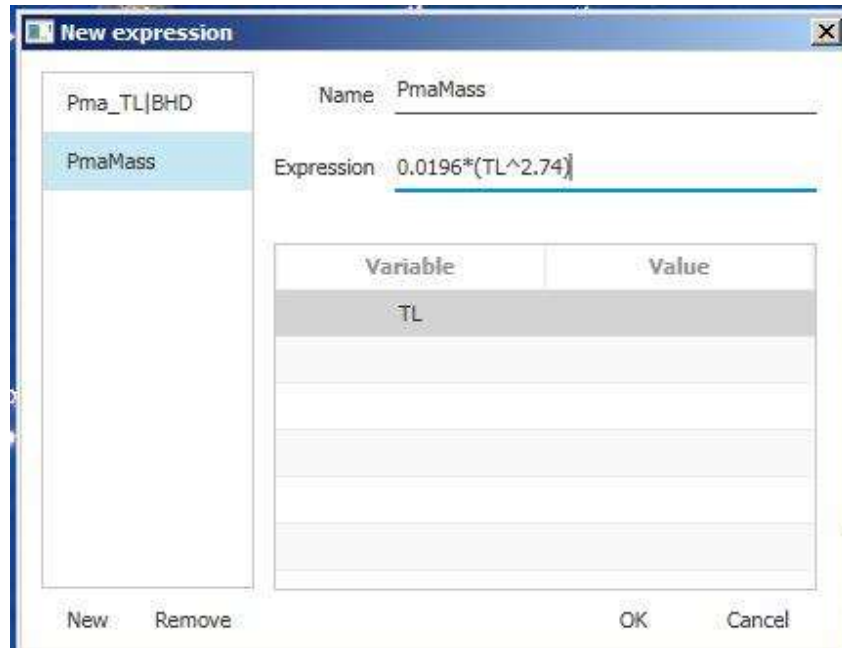 New expression
Pma_TL|BHD
PmaMass
Name PmaMass
Expression 0.0196*(TL^2.74)
Variable Value
TL
New Remove OK Cancel